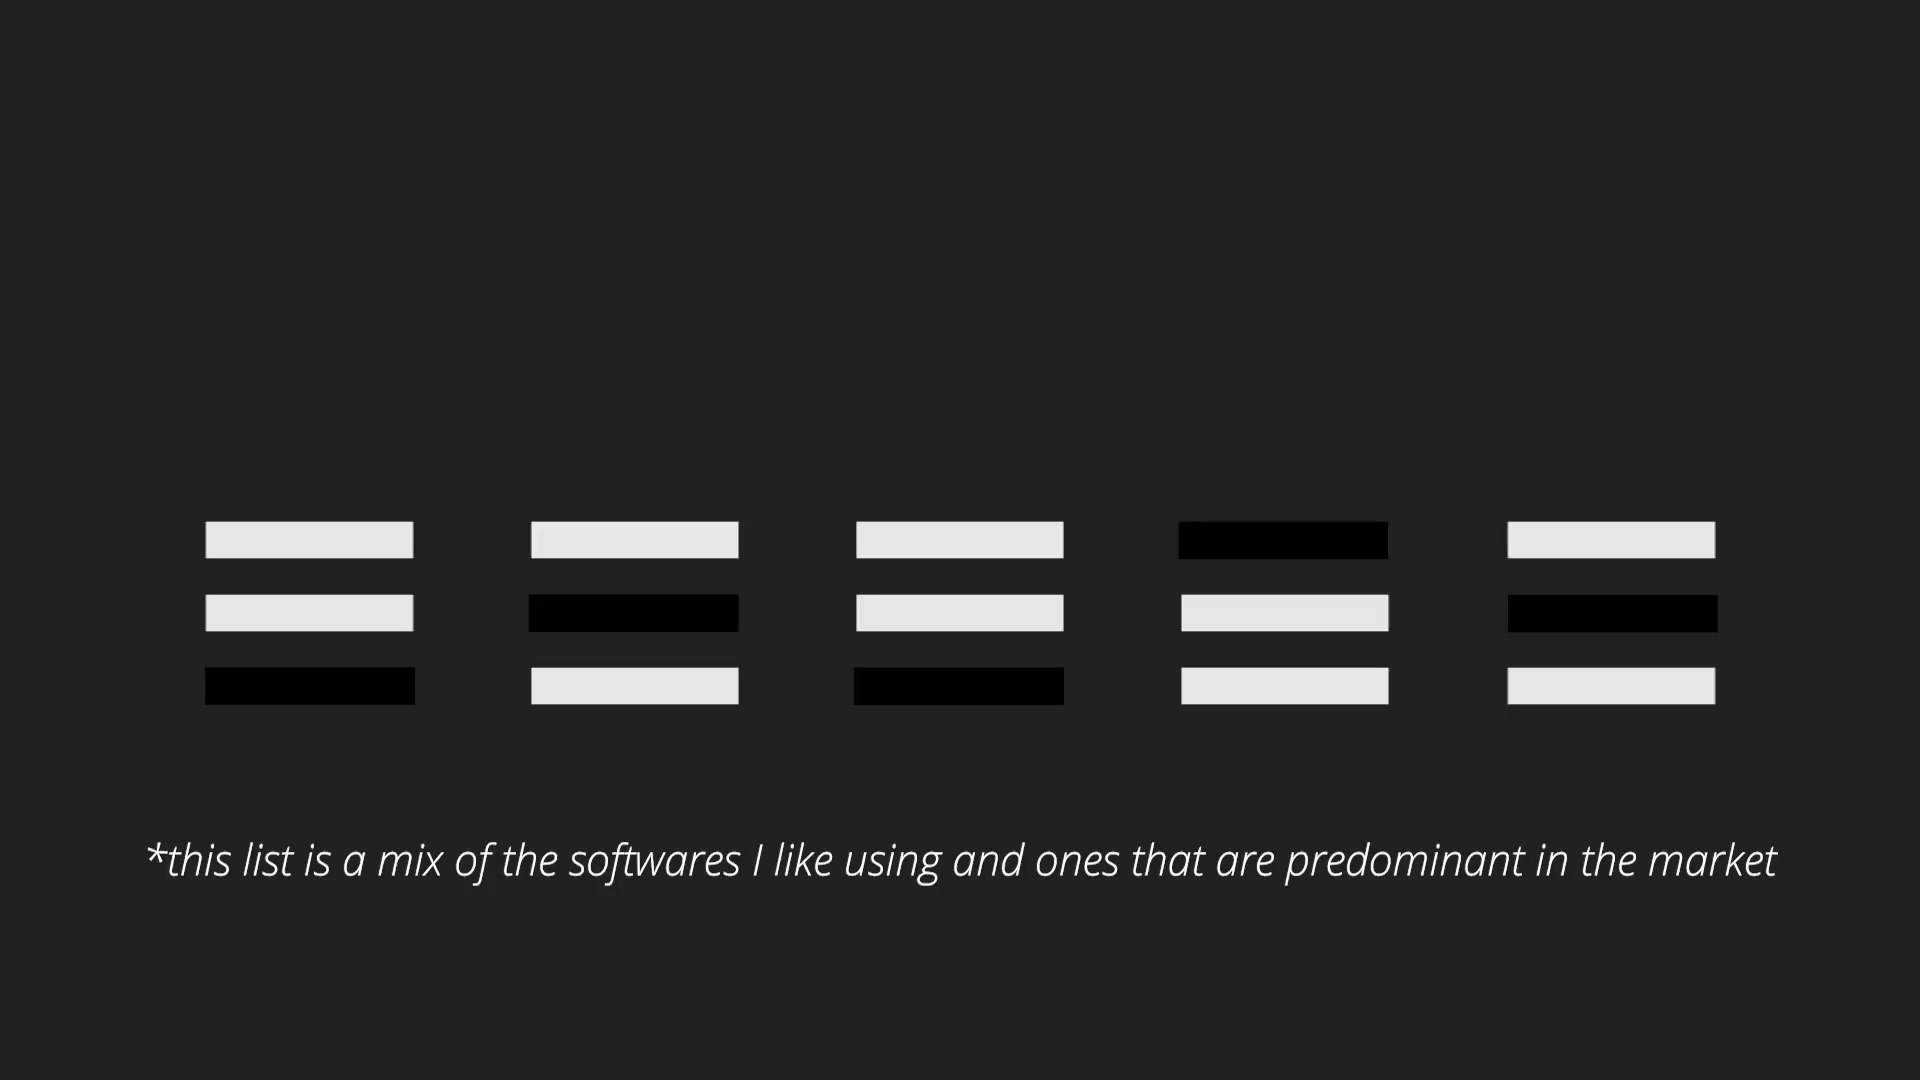 *this list is a mix of the softwares I like using and ones that are predominant in the market